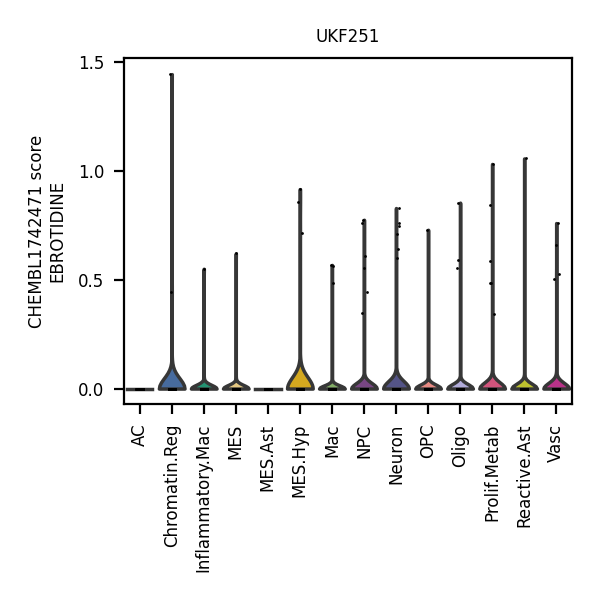 UKF251
CHEMBL1742471 score
EBROTIDINE
1.5
1.0
0.5
0.0
AC
Chromatin.Reg
Inflammatory.Mac
MES
MES.Ast
MES.Hyp
Mac
NPC
Neuron
OPC
Oligo
Prolif.Metab
Reactive.Ast
Vasc